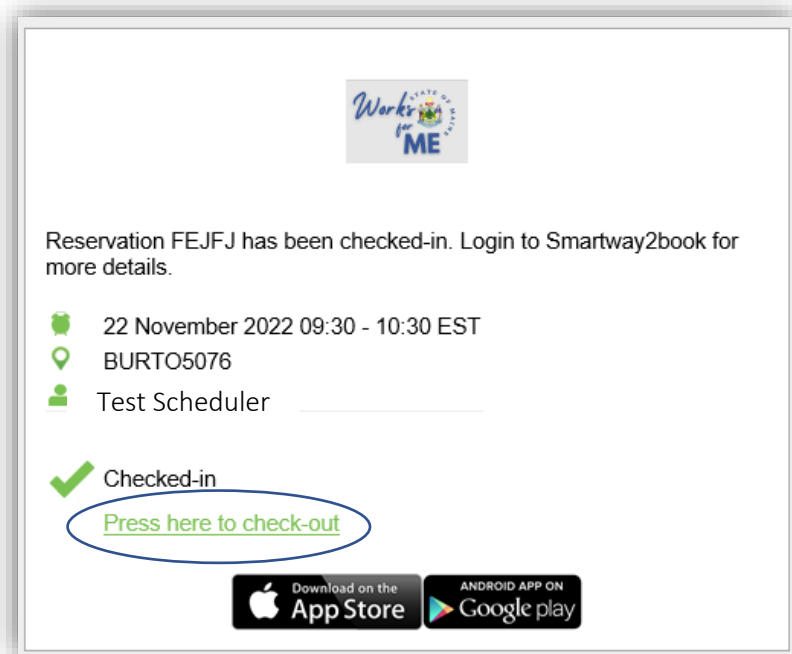 Works
for
ME
STATE OF MAINE
Reservation FEJFJ has been checked-in. Login to Smartway2book for
more details.
22 November 2022 09:30 - 10:30 EST
BURTO5076
Test Scheduler
Checked-in
Press here to check-out
Download on the
App Store
ANDROID APP ON
Google play